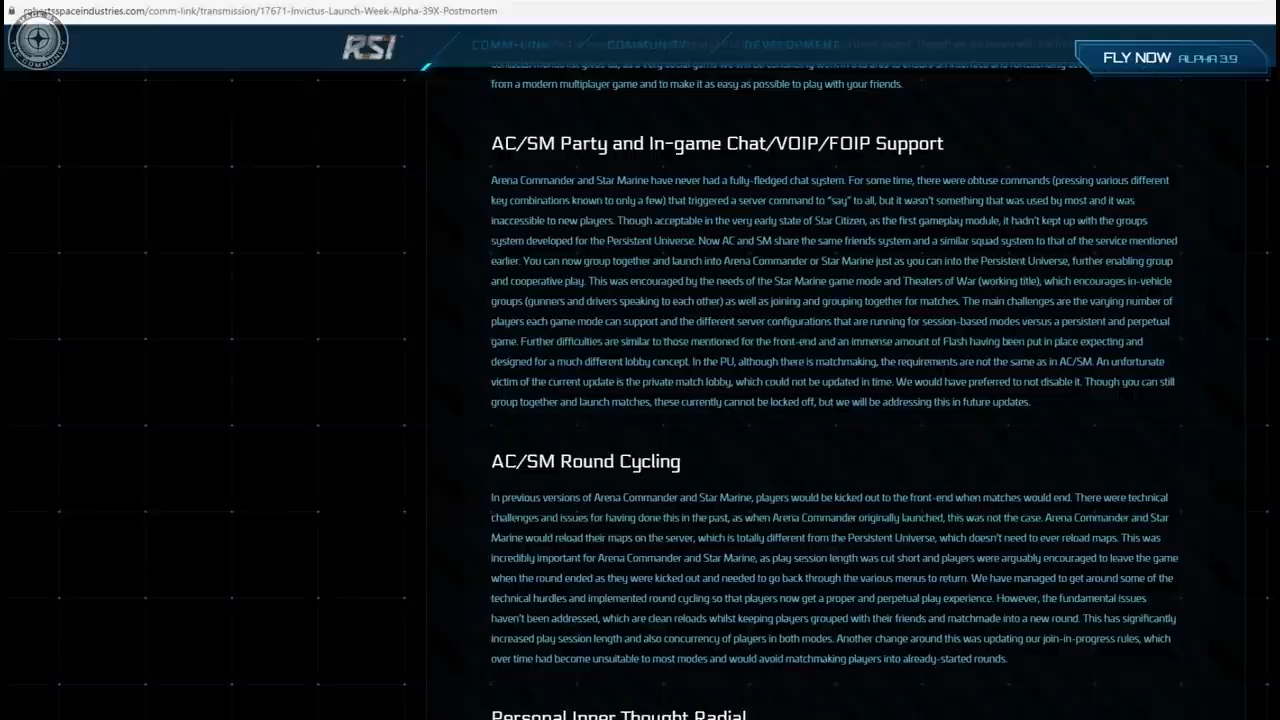 robertsspaceindustries.com/comm-link/transmission/17671-Invictus-Launch-Week-Alpha-39X-Postmortem
MADE BY
THE COMMUNITY
RSI
COMM-LINK
COMMUNITY
DEVELOPMENT
FLY NOW ALPHA 3.9
from a modern multiplayer game and to make it as easy as possible to play with your friends.
AC/SM Party and In-game Chat/VOIP/FOIP Support
Arena Commander and Star Marine have never had a fully-fledged chat system. For some time, there were obtuse commands (pressing various different
key combinations known to only a few) that triggered a server command to “say” to all, but it wasn’t something that was used by most and it was
inaccessible to new players. Though acceptable in the very early state of Star Citizen, as the first gameplay module, it hadn’t kept up with the groups
system developed for the Persistent Universe. Now AC and SM share the same friends system and a similar squad system to that of the service mentioned
earlier. You can now group together and launch into Arena Commander or Star Marine just as you can into the Persistent Universe, further enabling group
and cooperative play. This was encouraged by the needs of the Star Marine game mode and Theaters of War (working title), which encourages in-vehicle
groups (gunners and drivers speaking to each other) as well as joining and grouping together for matches. The main challenges are the varying number of
players each game mode can support and the different server configurations that are running for session-based modes versus a persistent and perpetual
game. Further difficulties are similar to those mentioned for the front-end and an immense amount of Flash having been put in place expecting and
designed for a much different lobby concept. In the PU, although there is matchmaking, the requirements are not the same as in AC/SM. An unfortunate
victim of the current update is the private match lobby, which could not be updated in time. We would have preferred to not disable it. Though you can still
group together and launch matches, these currently cannot be locked off, but we will be addressing this in future updates.
AC/SM Round Cycling
In previous versions of Arena Commander and Star Marine, players would be kicked out to the front-end when matches would end. There were technical
challenges and issues for having done this in the past, as when Arena Commander originally launched, this was not the case. Arena Commander and Star
Marine would reload their maps on the server, which is totally different from the Persistent Universe, which doesn’t need to ever reload maps. This was
incredibly important for Arena Commander and Star Marine, as play session length was cut short and players were arguably encouraged to leave the game
when the round ended as they were kicked out and needed to go back through the various menus to return. We have managed to get around some of the
technical hurdles and implemented round cycling so that players now get a proper and perpetual play experience. However, the fundamental issues
haven’t been addressed, which are clean reloads whilst keeping players grouped with their friends and matchmade into a new round. This has significantly
increased play session length and also concurrency of players in both modes. Another change around this was updating our join-in-progress rules, which
over time had become unsuitable to most modes and would avoid matchmaking players into already-started rounds.
Personal Inner Thought Radial